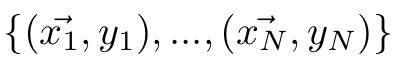 {(x⃗₁, y₁), ..., (x⃗_N, y_N)}